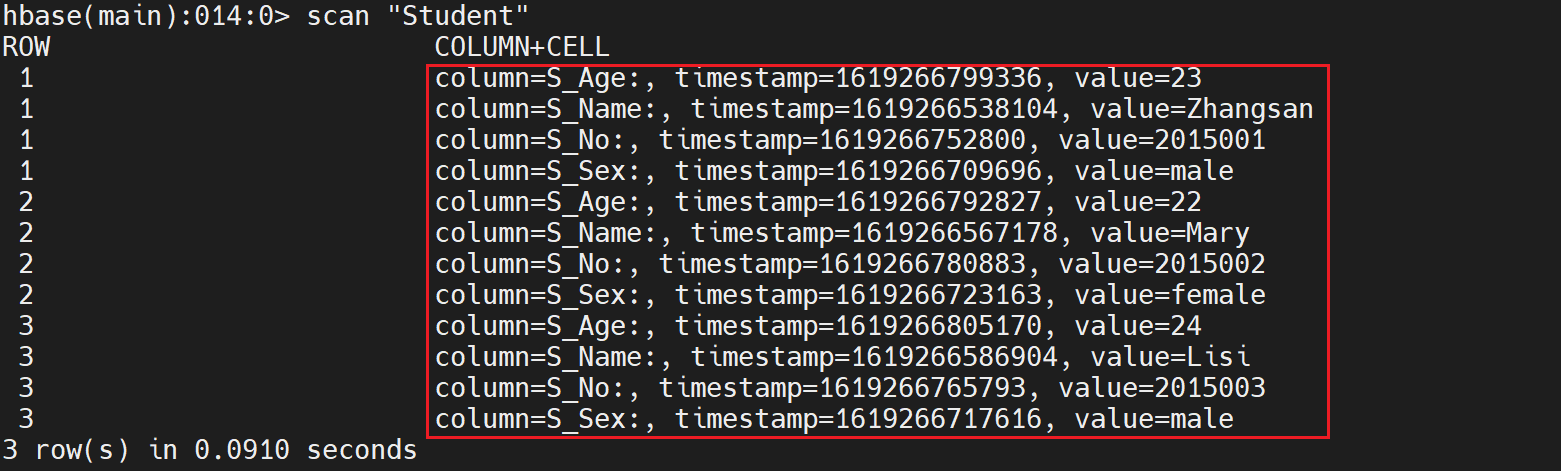 hbase(main):014:0> scan "Student"
ROW COLUMN+CELL
1 column=S_Age:, timestamp=1619266799336, value=23
1 column=S_Name:, timestamp=1619266538104, value=Zhangsan
1 column=S_No:, timestamp=1619266752800, value=2015001
1 column=S_Sex:, timestamp=1619266709696, value=male
2 column=S_Age:, timestamp=1619266792827, value=22
2 column=S_Name:, timestamp=1619266567178, value=Mary
2 column=S_No:, timestamp=1619266780883, value=2015002
2 column=S_Sex:, timestamp=1619266723163, value=female
3 column=S_Age:, timestamp=1619266805170, value=24
3 column=S_Name:, timestamp=1619266586904, value=Lisi
3 column=S_No:, timestamp=1619266765793, value=2015003
3 column=S_Sex:, timestamp=1619266717616, value=male
3 row(s) in 0.0910 seconds